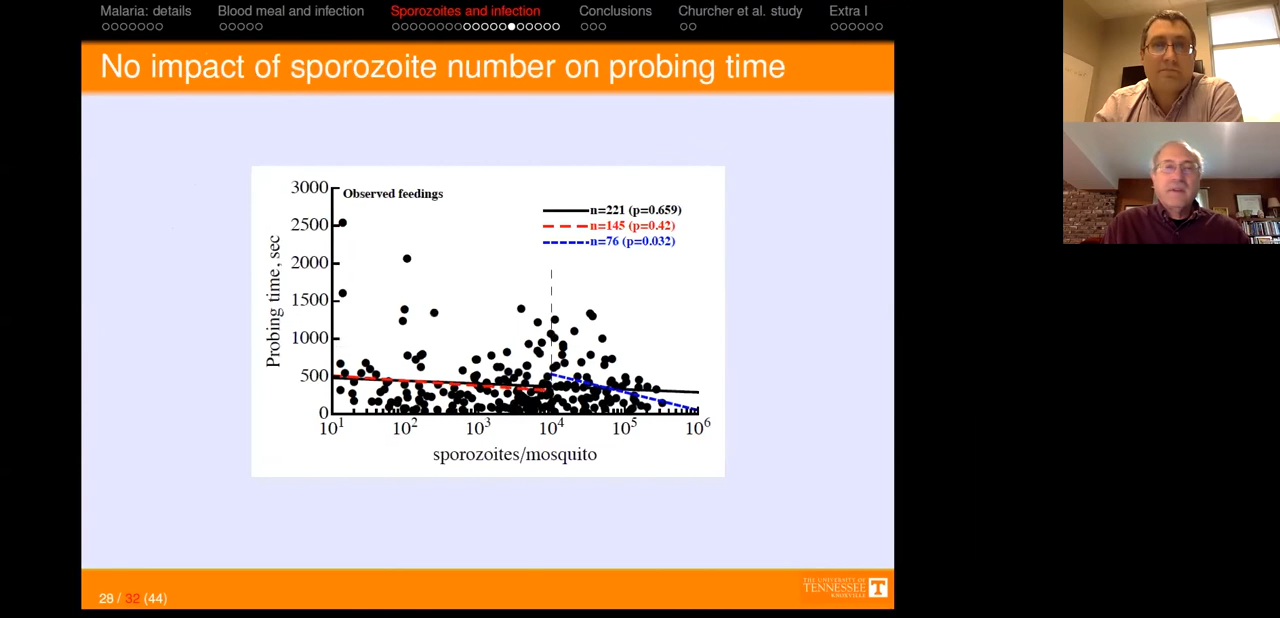 Malaria: details Blood meal and infection Sporozoites and infection Conclusions Churcher et al. study Extra I
No impact of sporozoite number on probing time
Observed feedings
n=221 (p=0.659)
n=145 (p=0.42)
n=76 (p=0.032)
Probing time, sec
3000
2500
2000
1500
1000
500
0
10¹ 10² 10³ 10⁴ 10⁵ 10⁶
sporozoites/mosquito
28 / 32 (44)
THE UNIVERSITY OF
TENNESSEE
KNOXVILLE
T